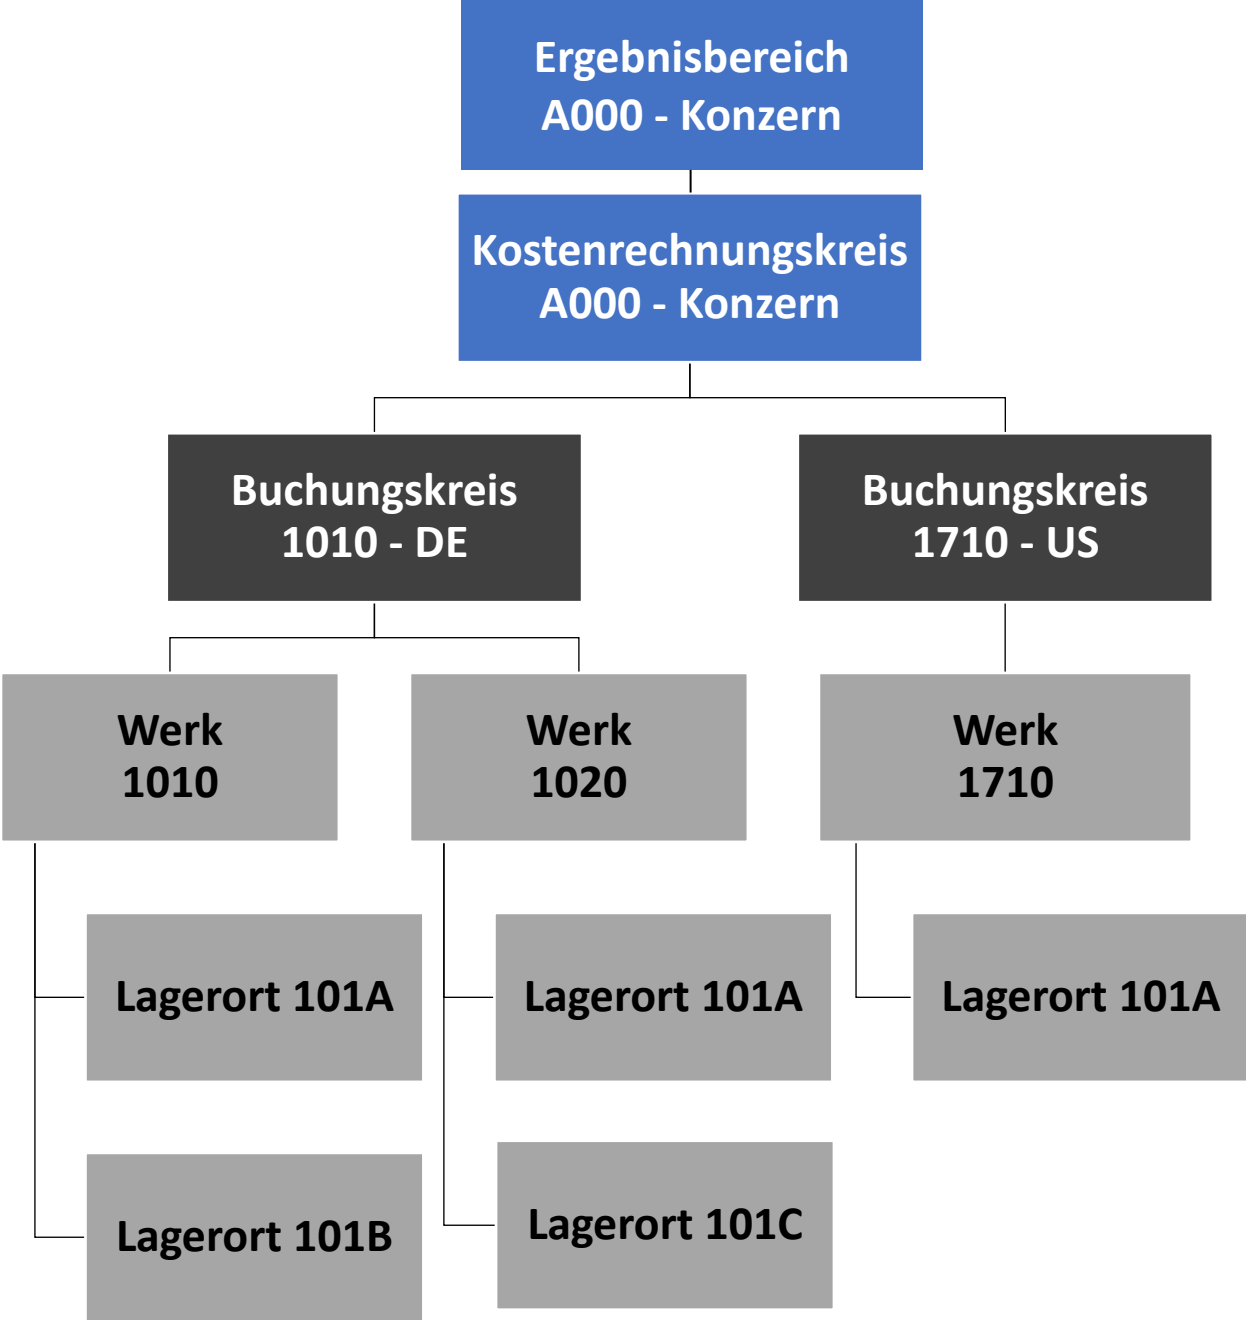 Ergebnisbereich
A000 - Konzern
Kostenrechnungskreis
A000 - Konzern
Buchungskreis
1010 - DE
Buchungskreis
1710 - US
Werk
1010
Werk
1020
Werk
1710
Lagerort 101A
Lagerort 101A
Lagerort 101A
Lagerort 101B
Lagerort 101C